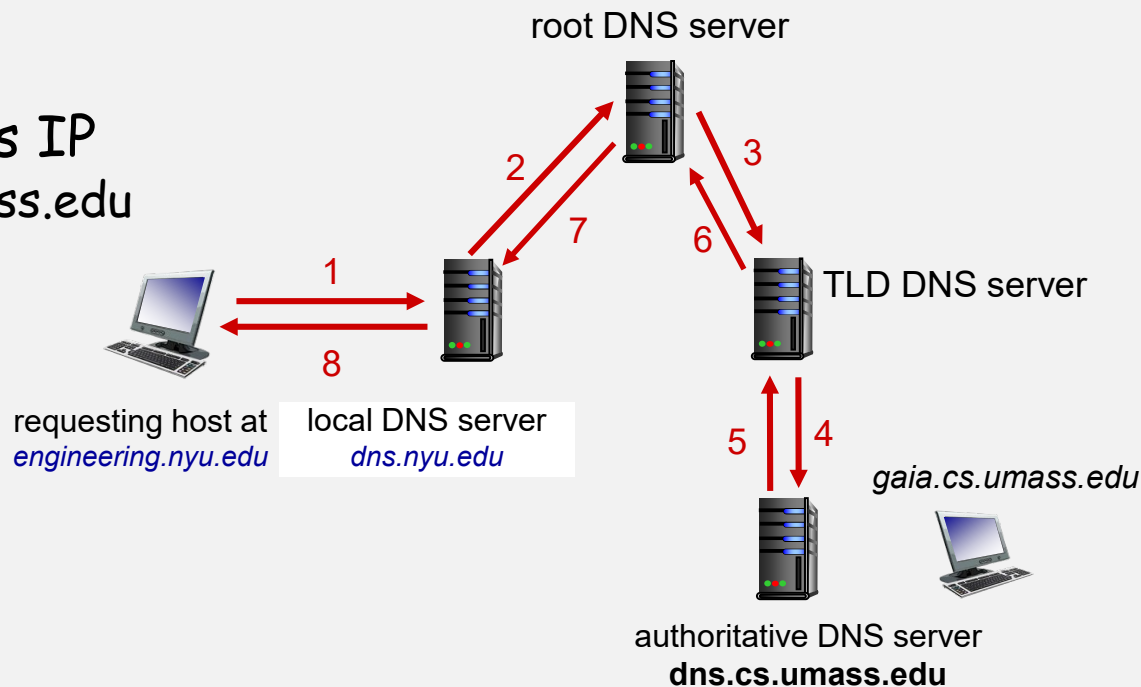 root DNS server
s IP
ss.edu
2
3
7
6
1
TLD DNS server
8
requesting host at
engineering.nyu.edu
local DNS server
dns.nyu.edu
5
4
gaia.cs.umass.edu
authoritative DNS server
dns.cs.umass.edu